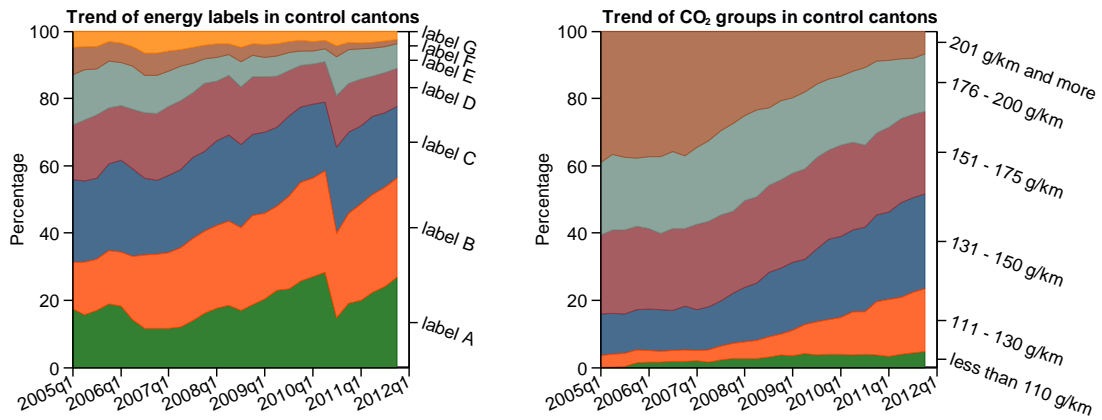 Trend of energy labels in control cantons
Percentage
100
80
60
40
20
0
2005q1
2006q1
2007q1
2008q1
2009q1
2010q1
2011q1
2012q1
label G
label F
label E
label D
label C
label B
label A
Trend of CO₂ groups in control cantons
Percentage
100
80
60
40
20
0
2005q1
2006q1
2007q1
2008q1
2009q1
2010q1
2011q1
2012q1
201 g/km and more
176 - 200 g/km
151 - 175 g/km
131 - 150 g/km
111 - 130 g/km
less than 110 g/km